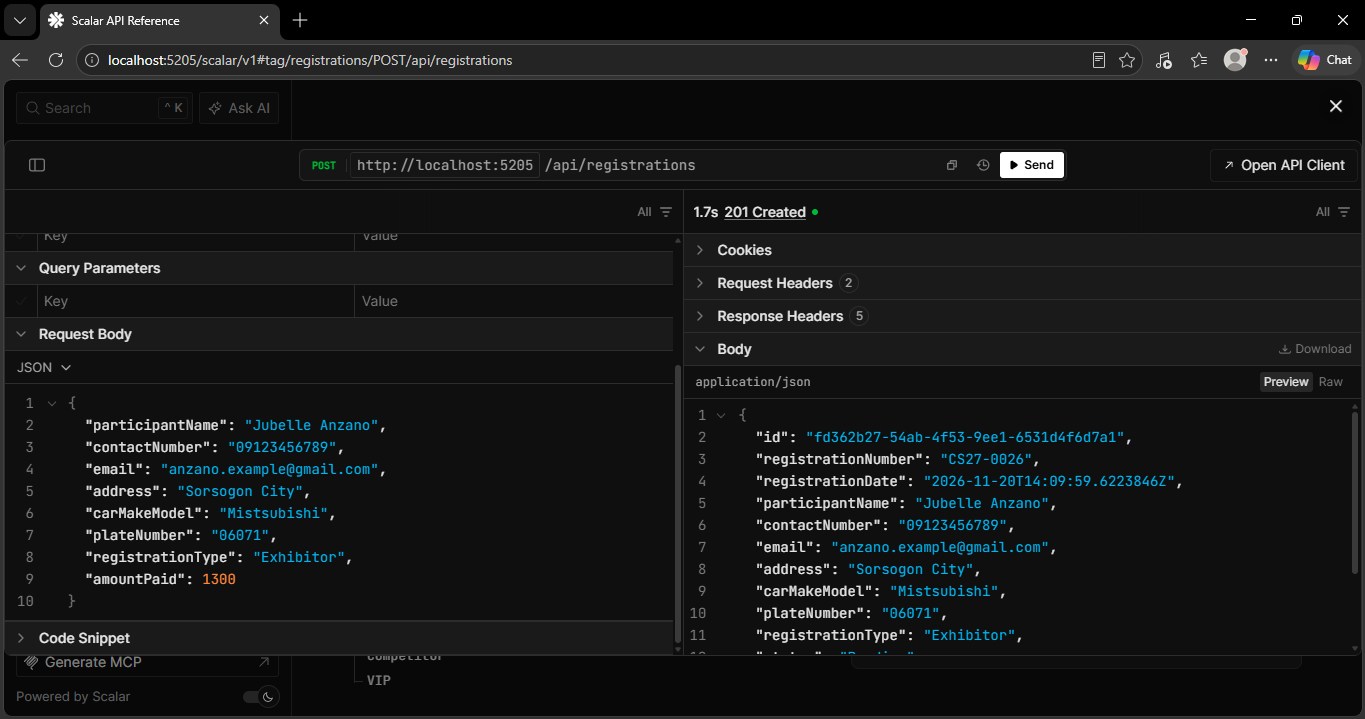 Scalar API Reference
localhost:5205/scalar/v1#tag/registrations/POST/api/registrations
Chat
Search
^ K
Ask AI
POST http://localhost:5205 /api/registrations
Send
Open API Client
All
1.7s 201 Created
All
Key Value
Query Parameters
Key Value
Request Body
JSON
1 {
2 "participantName": "Jubelle Anzano",
3 "contactNumber": "09123456789",
4 "email": "anzano.example@gmail.com",
5 "address": "Sorsogon City",
6 "carMakeModel": "Mistsubishi",
7 "plateNumber": "06071",
8 "registrationType": "Exhibitor",
9 "amountPaid": 1300
10 }
Code Snippet
Cookies
Request Headers 2
Response Headers 5
Body
Download
application/json
Preview Raw
1 {
2 "id": "fd362b27-54ab-4f53-9ee1-6531d4f6d7a1",
3 "registrationNumber": "CS27-0026",
4 "registrationDate": "2026-11-20T14:09:59.6223846Z",
5 "participantName": "Jubelle Anzano",
6 "contactNumber": "09123456789",
7 "email": "anzano.example@gmail.com",
8 "address": "Sorsogon City",
9 "carMakeModel": "Mistsubishi",
10 "plateNumber": "06071",
11 "registrationType": "Exhibitor",
Generate MCP
Competitor
VIP
Powered by Scalar